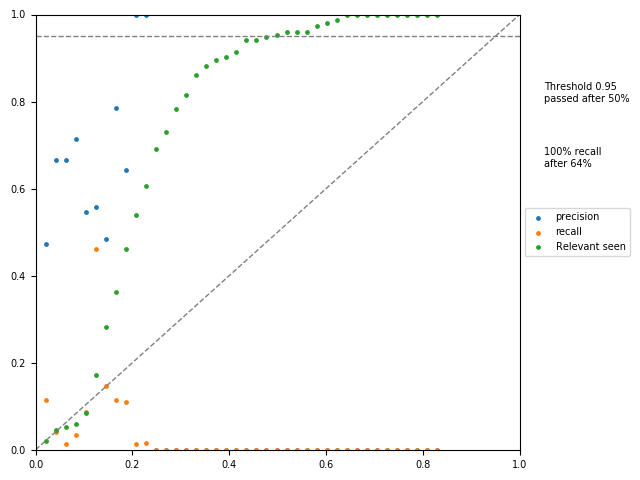 1.0
0.8
0.6
0.4
0.2
0.0
0.0
0.2
0.4
0.6
0.8
1.0
Threshold 0.95
passed after 50%
100% recall
after 64%
precision
recall
Relevant seen